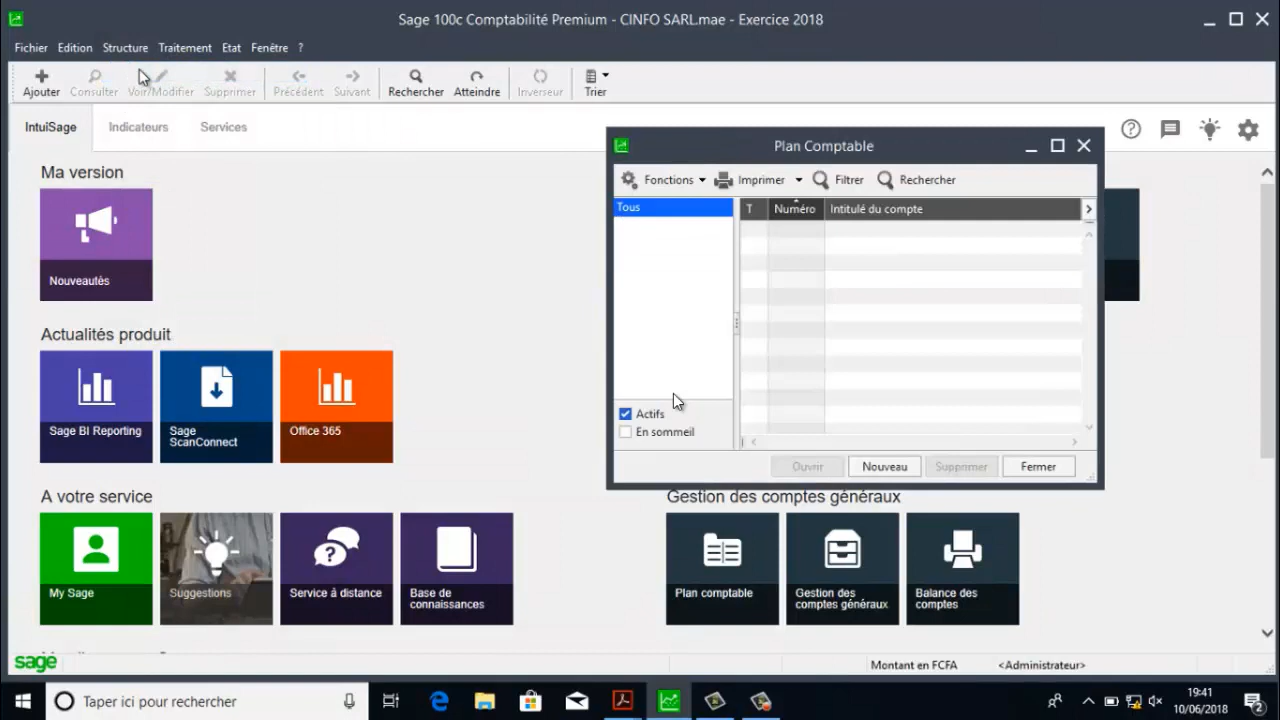 Sage 100c Comptabilité Premium - CINFO SARL.mae - Exercice 2018
Fichier Edition Structure Traitement Etat Fenêtre ?
Ajouter Consulter Voir/Modifier Supprimer Précédent Suivant Rechercher Atteindre Inverseur Trier
IntuiSage Indicateurs Services
Plan Comptable
Fonctions Imprimer Filtrer Rechercher
Tous
T Numéro Intitulé du compte
Actifs
En sommeil
Ouvrir Nouveau Supprimer Fermer
Ma version
Nouveautés
Actualités produit
Sage BI Reporting
Sage ScanConnect
Office 365
A votre service
My Sage
Suggestions
Service à distance
Base de connaissances
Gestion des comptes généraux
Plan comptable
Gestion des comptes généraux
Balance des comptes
sage
Montant en FCFA <Administrateur>
Taper ici pour rechercher
19:41
10/06/2018
2